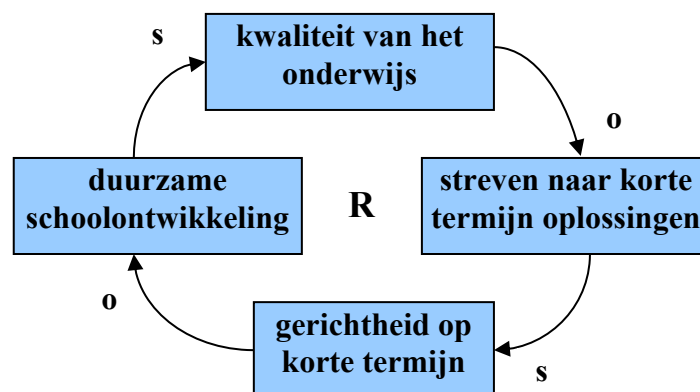 s
kwaliteit van het
onderwijs
o
duurzame
schoolontwikkeling
R
streven naar korte
termijn oplossingen
o
gerichtheid op
korte termijn
s